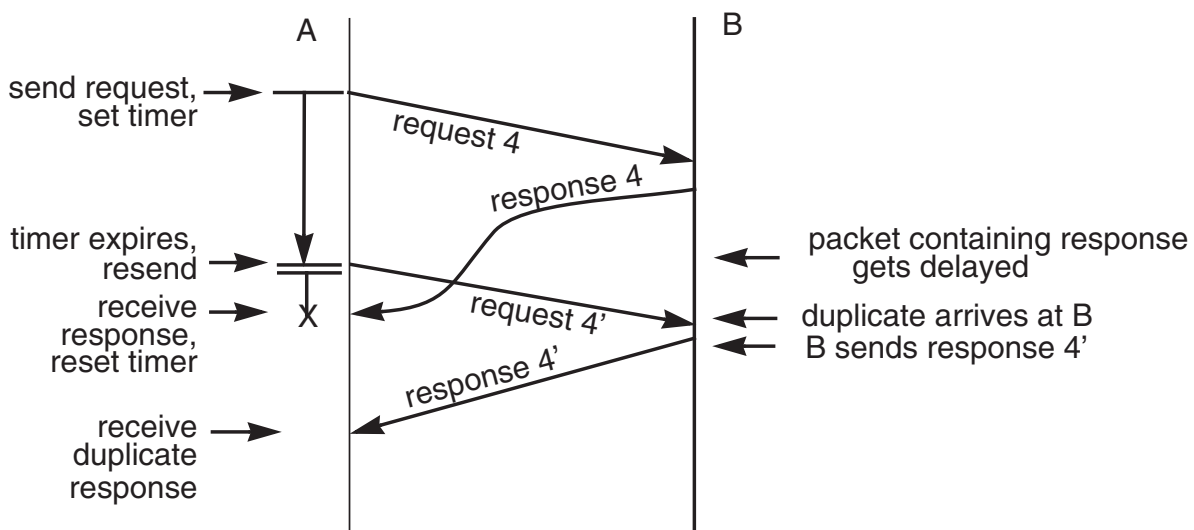 A
B
send request,
set timer
request 4
response 4
timer expires,
resend
packet containing response
gets delayed
receive
response,
reset timer
X
request 4’
duplicate arrives at B
B sends response 4’
response 4’
receive
duplicate
response